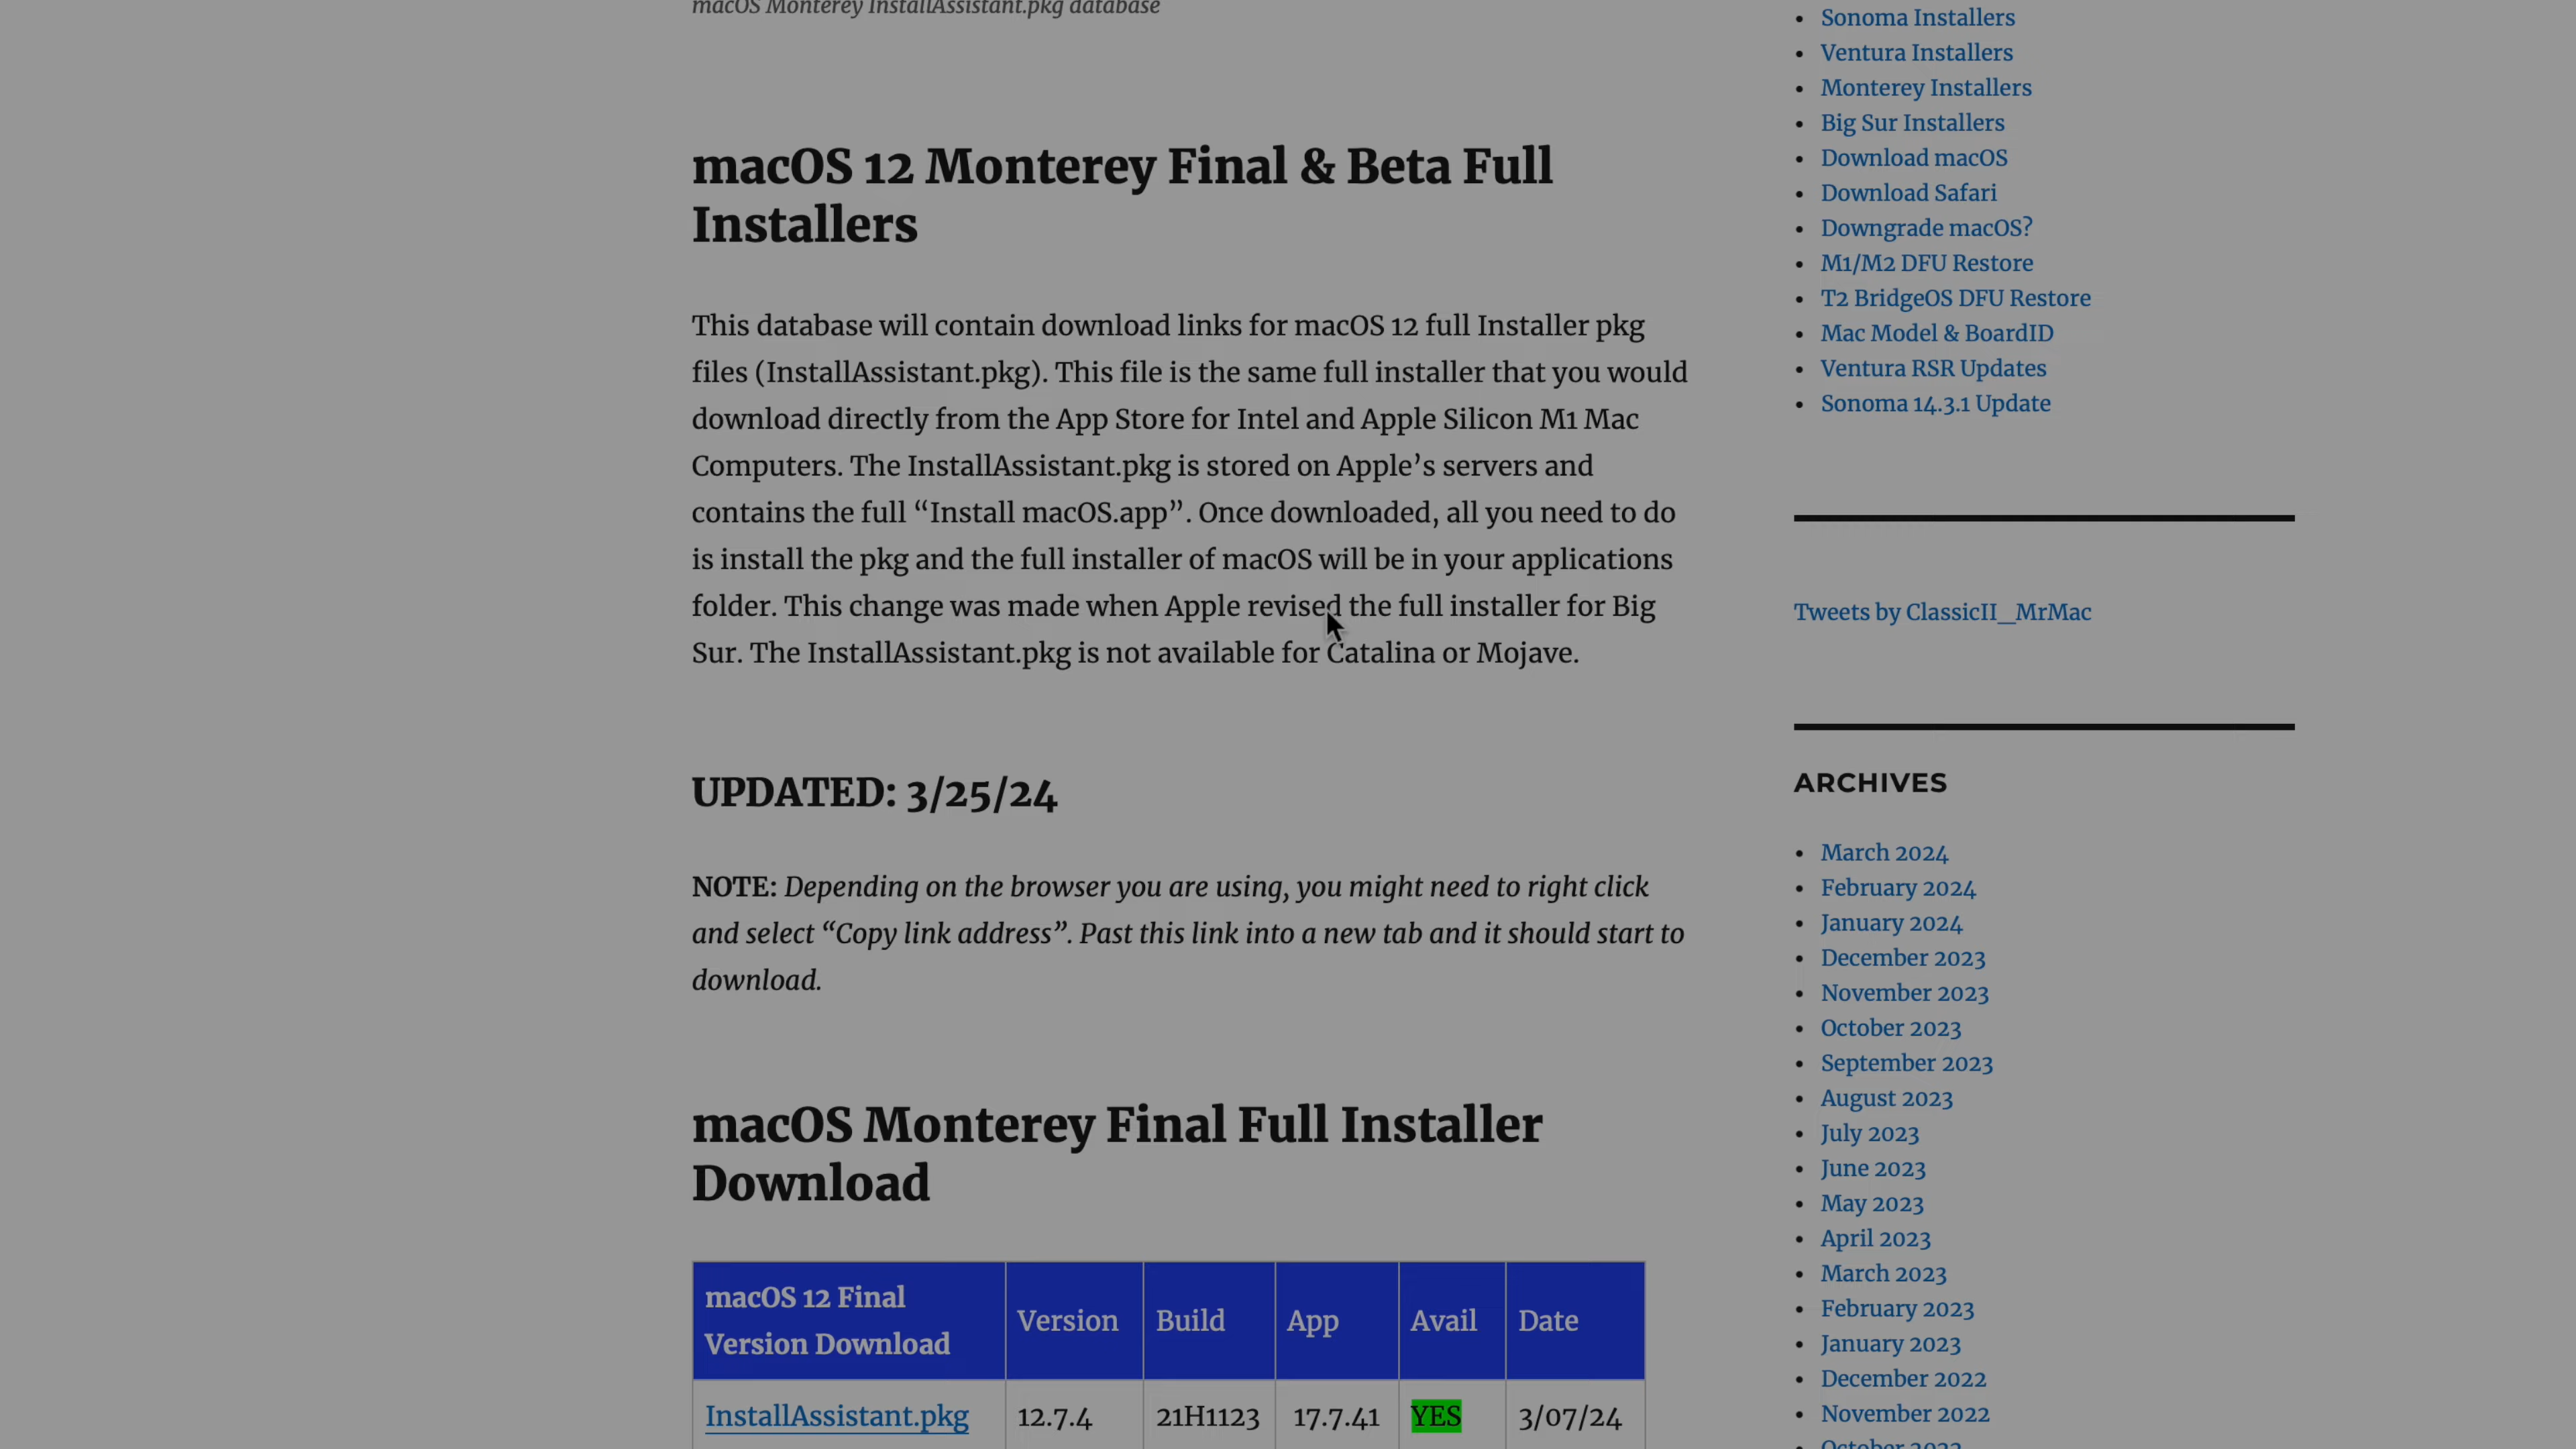 macOS Monterey InstallAssistant.pkg database
macOS 12 Monterey Final & Beta Full
Installers
This database will contain download links for macOS 12 full Installer pkg
files (InstallAssistant.pkg). This file is the same full installer that you would
download directly from the App Store for Intel and Apple Silicon M1 Mac
Computers. The InstallAssistant.pkg is stored on Apple’s servers and
contains the full “Install macOS.app”. Once downloaded, all you need to do
is install the pkg and the full installer of macOS will be in your applications
folder. This change was made when Apple revised the full installer for Big
Sur. The InstallAssistant.pkg is not available for Catalina or Mojave.
UPDATED: 3/25/24
NOTE: Depending on the browser you are using, you might need to right click
and select “Copy link address”. Past this link into a new tab and it should start to
download.
macOS Monterey Final Full Installer
Download
macOS 12 Final
Version Download
Version
Build
App
Avail
Date
InstallAssistant.pkg
12.7.4
21H1123
17.7.41
YES
3/07/24
Sonoma Installers
Ventura Installers
Monterey Installers
Big Sur Installers
Download macOS
Download Safari
Downgrade macOS?
M1/M2 DFU Restore
T2 BridgeOS DFU Restore
Mac Model & BoardID
Ventura RSR Updates
Sonoma 14.3.1 Update
Tweets by ClassicII_MrMac
ARCHIVES
March 2024
February 2024
January 2024
December 2023
November 2023
October 2023
September 2023
August 2023
July 2023
June 2023
May 2023
April 2023
March 2023
February 2023
January 2023
December 2022
November 2022
October 2022